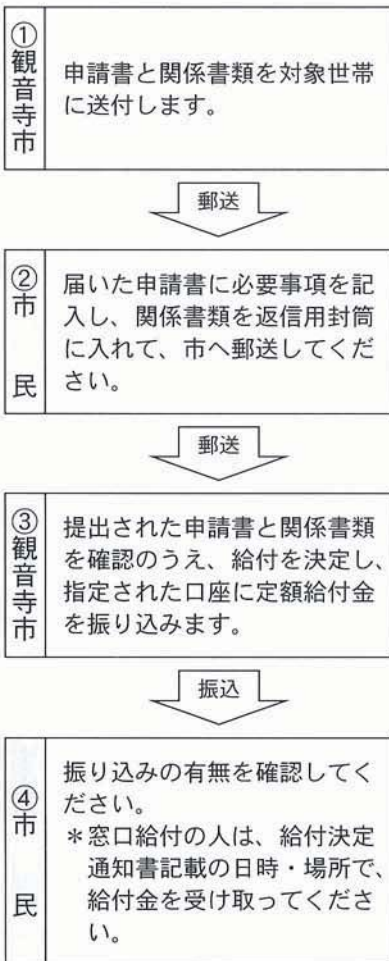 ①観音寺市
申請書と関係書類を対象世帯
に送付します。
郵送
②市民
届いた申請書に必要事項を記
入し、関係書類を返信用封筒
に入れて、市へ郵送してくだ
さい。
郵送
③観音寺市
提出された申請書と関係書類
を確認のうえ、給付を決定し、
指定された口座に定額給付金
を振り込みます。
振込
④市民
振り込みの有無を確認してく
ださい。
＊窓口給付の人は、給付決定
通知書記載の日時・場所で、
給付金を受け取ってくださ
い。